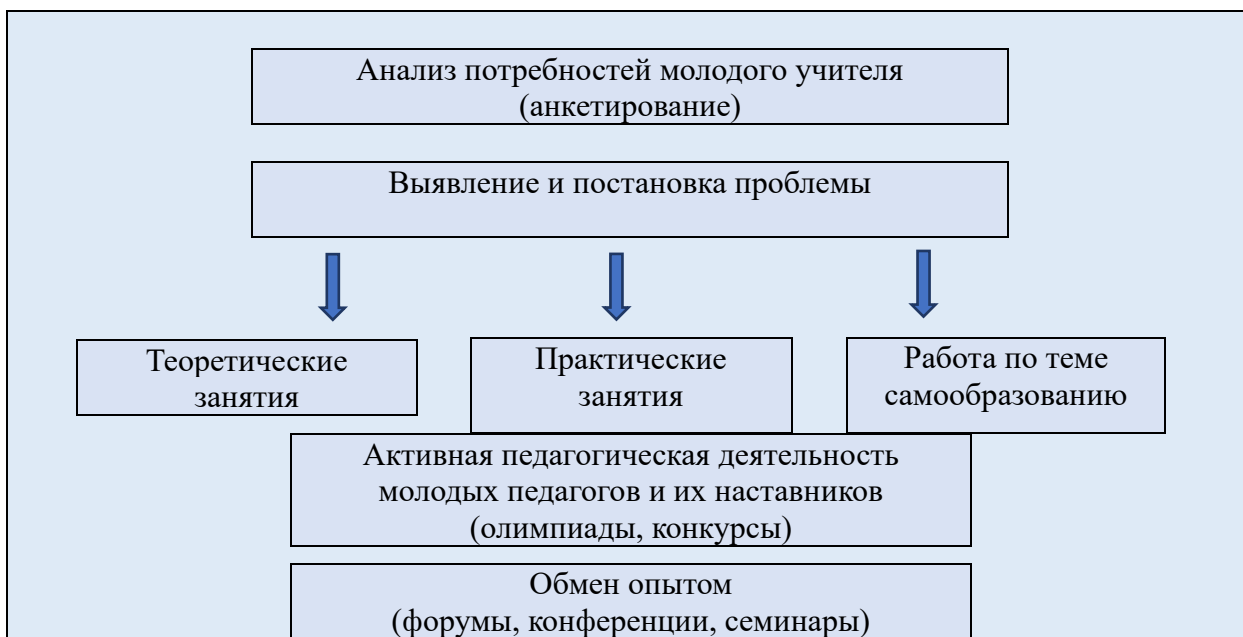 Анализ потребностей молодого учителя
(анкетирование)
Выявление и постановка проблемы
Теоретические
занятия
Практические
занятия
Работа по теме
самообразованию
Активная педагогическая деятельность
молодых педагогов и их наставников
(олимпиады, конкурсы)
Обмен опытом
(форумы, конференции, семинары)